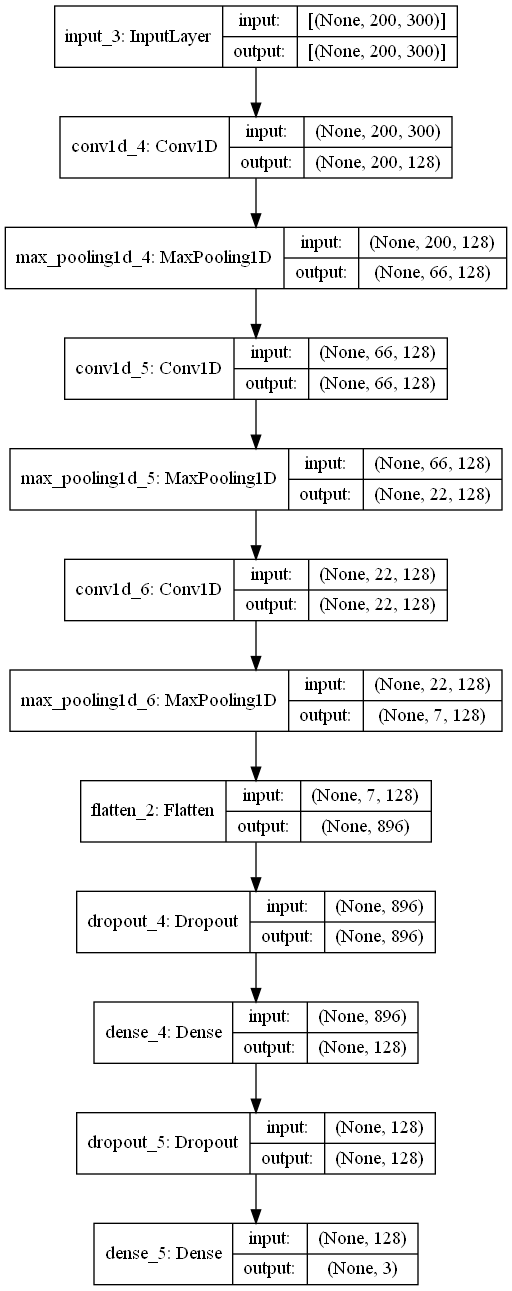 input_3: InputLayer
input: [(None, 200, 300)]
output: [(None, 200, 300)]
conv1d_4: Conv1D
input: (None, 200, 300)
output: (None, 200, 128)
max_pooling1d_4: MaxPooling1D
input: (None, 200, 128)
output: (None, 66, 128)
conv1d_5: Conv1D
input: (None, 66, 128)
output: (None, 66, 128)
max_pooling1d_5: MaxPooling1D
input: (None, 66, 128)
output: (None, 22, 128)
conv1d_6: Conv1D
input: (None, 22, 128)
output: (None, 22, 128)
max_pooling1d_6: MaxPooling1D
input: (None, 22, 128)
output: (None, 7, 128)
flatten_2: Flatten
input: (None, 7, 128)
output: (None, 896)
dropout_4: Dropout
input: (None, 896)
output: (None, 896)
dense_4: Dense
input: (None, 896)
output: (None, 128)
dropout_5: Dropout
input: (None, 128)
output: (None, 128)
dense_5: Dense
input: (None, 128)
output: (None, 3)